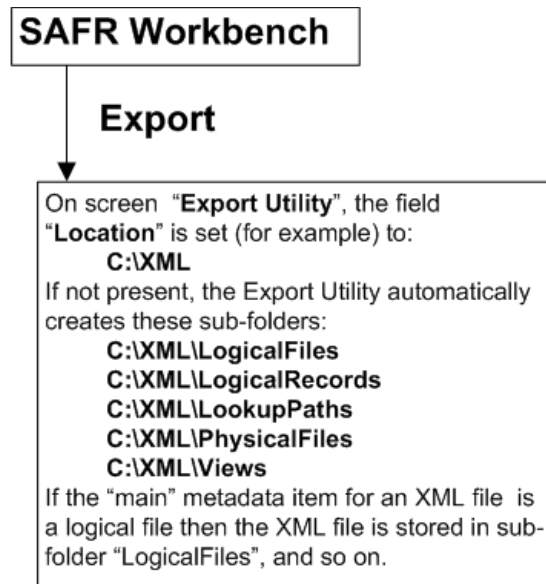 SAFR Workbench
Export
On screen “Export Utility”, the field
“Location” is set (for example) to:
C:\XML
If not present, the Export Utility automatically
creates these sub-folders:
C:\XML\LogicalFiles
C:\XML\LogicalRecords
C:\XML\LookupPaths
C:\XML\PhysicalFiles
C:\XML\Views
If the “main” metadata item for an XML file is
a logical file then the XML file is stored in sub-
folder “LogicalFiles”, and so on.